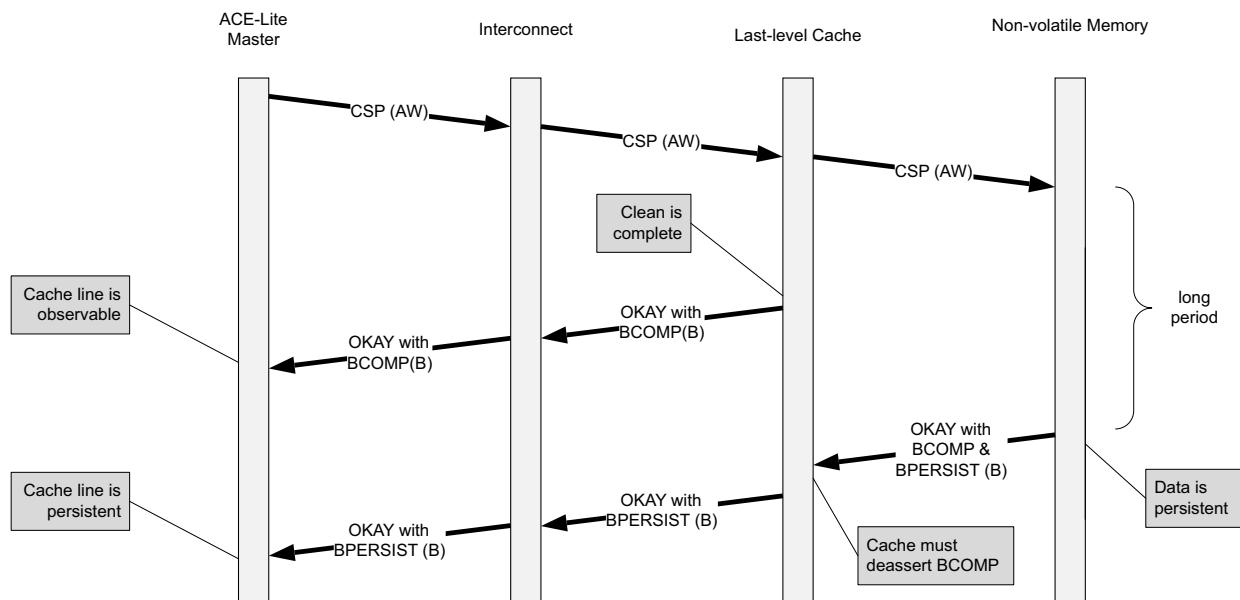 ACE-Lite
Master
Interconnect
Last-level Cache
Non-volatile Memory
CSP (AW)
CSP (AW)
CSP (AW)
Clean is
complete
Cache line is
observable
OKAY with
BCOMP(B)
OKAY with
BCOMP(B)
long
period
OKAY with
BCOMP &
BPERSIST (B)
Cache line is
persistent
OKAY with
BPERSIST (B)
OKAY with
BPERSIST (B)
Data is
persistent
Cache must
deassert BCOMP